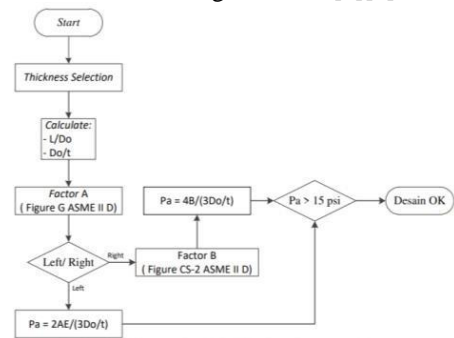 Start
Thickness Selection
Calculate:
- L/Do
- Do/t
Factor A
( Figure G ASME II D)
Left/ Right
Right
Left
Factor B
( Figure CS-2 ASME II D)
Pa = 4B/(3Do/t)
Pa = 2AE/(3Do/t)
Pa > 15 psi
Desain OK